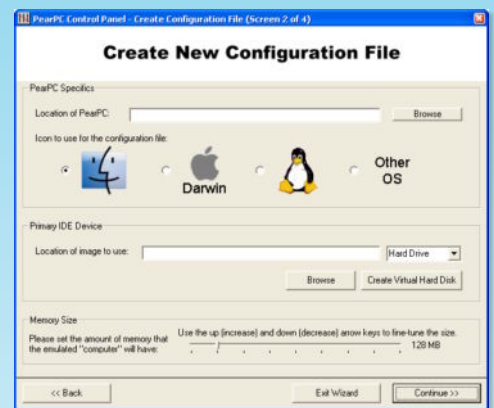 PearPC Control Panel - Create Configuration File (Screen 2 of 4)
Create New Configuration File
PearPC Specifics
Location of PearPC:
Browse
Icon to use for the configuration file:
Darwin
Other
OS
Primary IDE Device
Location of image to use:
Hard Drive
Browse
Create Virtual Hard Disk
Memory Size
Please set the amount of memory that
the emulated "computer" will have:
Use the up (increase) and down (decrease) arrow keys to fine-tune the size.
128 MB
<< Back
Exit Wizard
Continue >>